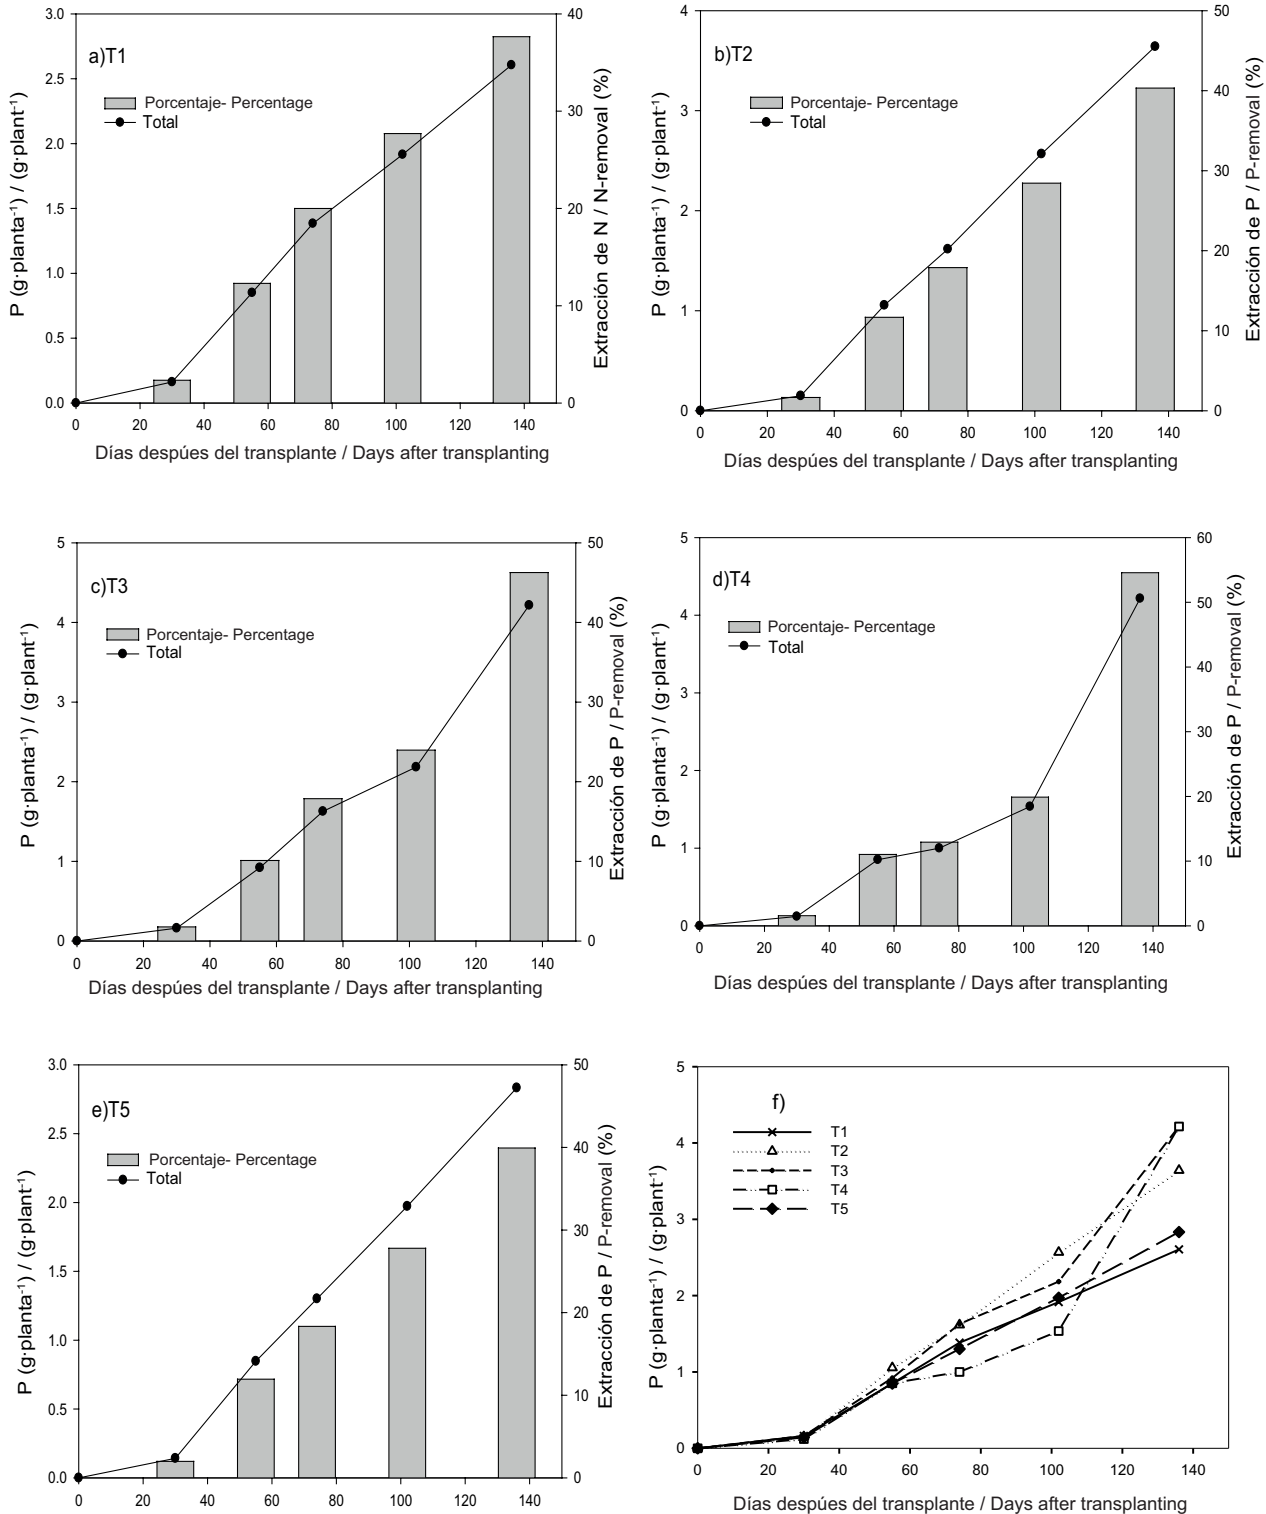 a)T1
Porcentaje- Percentage
Total
P (g·planta⁻¹) / (g·plant⁻¹)
3.0
2.5
2.0
1.5
1.0
0.5
0.0
Extracción de N / N-removal (%)
40
30
20
10
0
0 20 40 60 80 100 120 140
Días despúes del transplante / Days after transplanting
b)T2
Porcentaje- Percentage
Total
P (g·planta⁻¹) / (g·plant⁻¹)
4
3
2
1
0
Extracción de P / P-removal (%)
50
40
30
20
10
0
0 20 40 60 80 100 120 140
Días despúes del transplante / Days after transplanting
c)T3
Porcentaje- Percentage
Total
P (g·planta⁻¹) / (g·plant⁻¹)
5
4
3
2
1
0
Extracción de P / P-removal (%)
50
40
30
20
10
0
0 20 40 60 80 100 120 140
Días despúes del transplante / Days after transplanting
d)T4
Porcentaje- Percentage
Total
P (g·planta⁻¹) / (g·plant⁻¹)
5
4
3
2
1
0
Extracción de P / P-removal (%)
60
50
40
30
20
10
0
0 20 40 60 80 100 120 140
Días despúes del transplante / Days after transplanting
e)T5
Porcentaje- Percentage
Total
P (g·planta⁻¹) / (g·plant⁻¹)
3.0
2.5
2.0
1.5
1.0
0.5
0.0
Extracción de P / P-removal (%)
50
40
30
20
10
0
0 20 40 60 80 100 120 140
f)
T1
T2
T3
T4
T5
P (g·planta⁻¹) / (g·plant⁻¹)
5
4
3
2
1
0
0 20 40 60 80 100 120 140
Días despúes del transplante / Days after transplanting